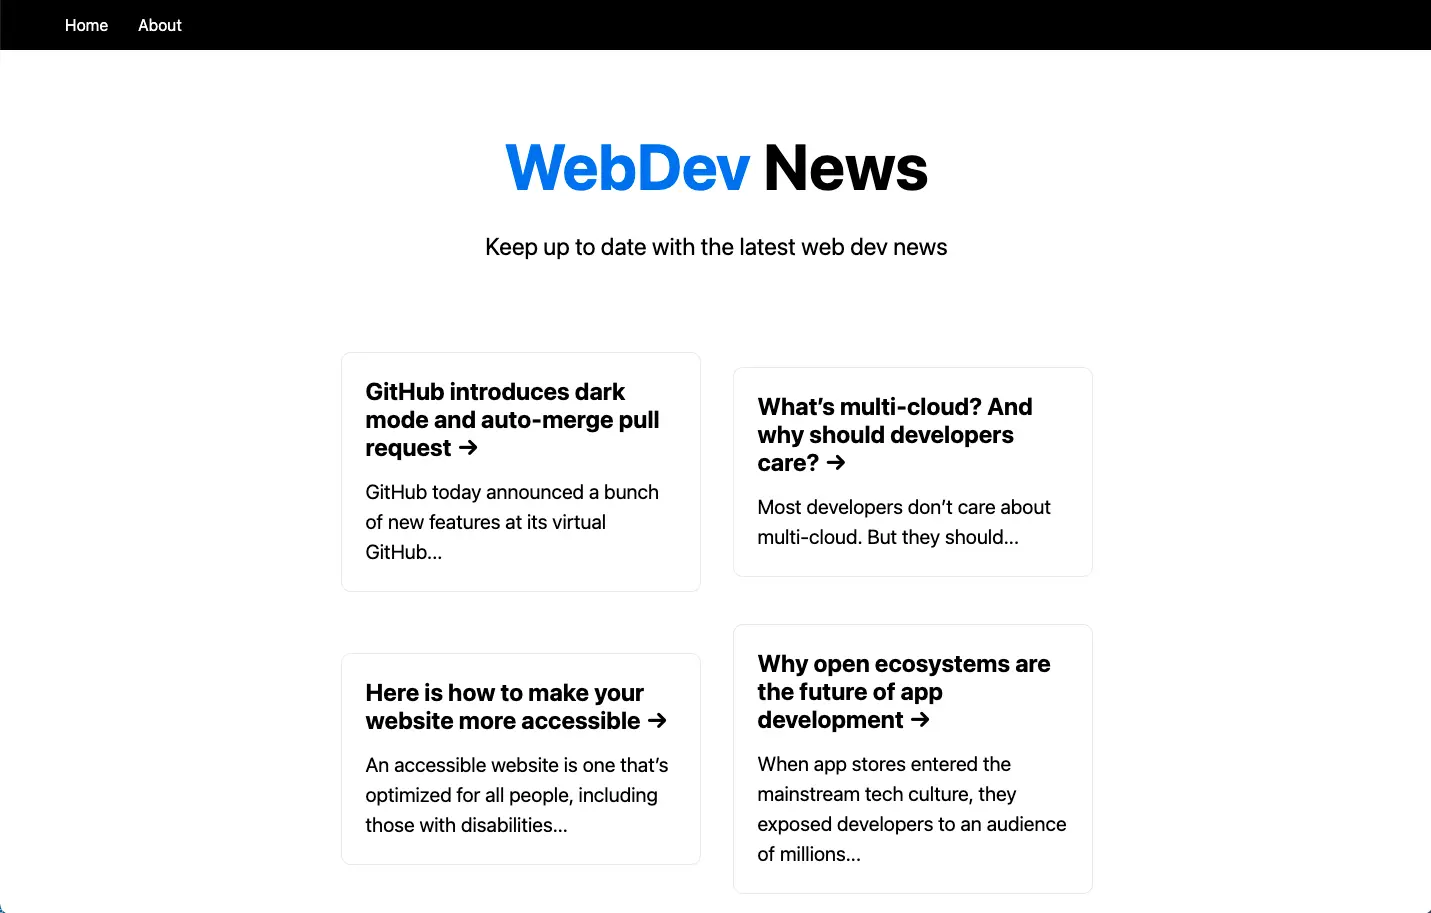 Home About
WebDev News
Keep up to date with the latest web dev news
GitHub introduces dark
mode and auto-merge pull
request →
GitHub today announced a bunch
of new features at its virtual
GitHub...
What’s multi-cloud? And
why should developers
care? →
Most developers don’t care about
multi-cloud. But they should...
Here is how to make your
website more accessible →
An accessible website is one that’s
optimized for all people, including
those with disabilities...
Why open ecosystems are
the future of app
development →
When app stores entered the
mainstream tech culture, they
exposed developers to an audience
of millions...